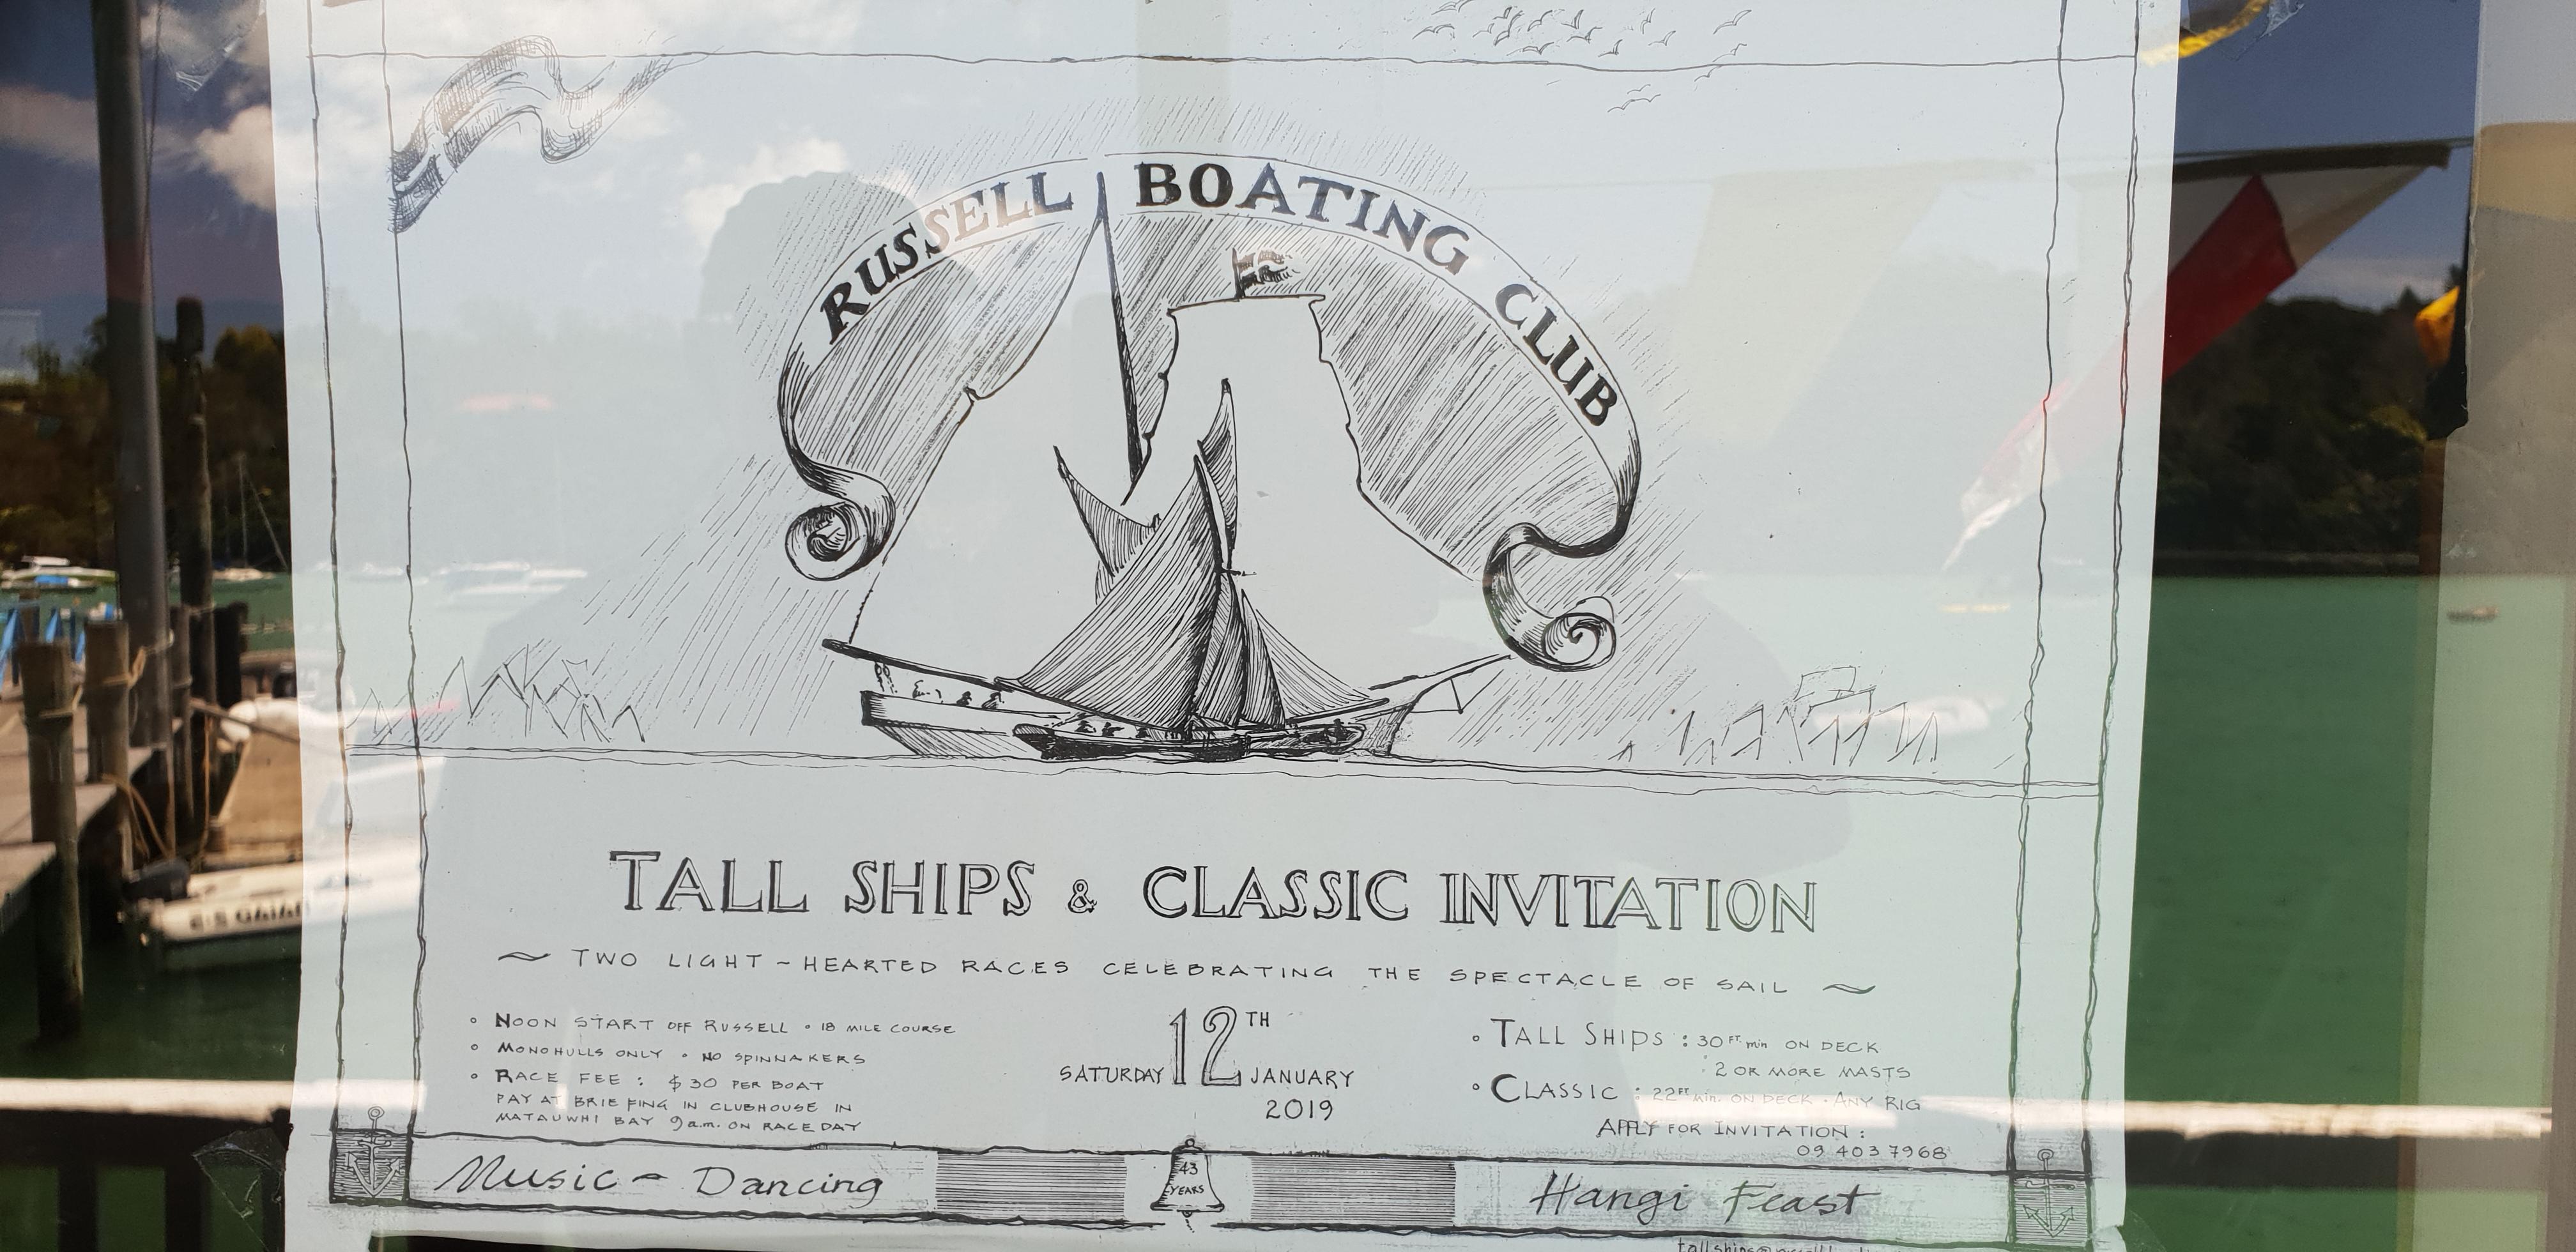 RUSSELL BOATING CLUB
TALL SHIPS & CLASSIC INVITATION
~ TWO LIGHT-HEARTED RACES CELEBRATING THE SPECTACLE OF SAIL ~
• NOON START OFF RUSSELL • 18 MILE COURSE
• MONOHULLS ONLY • NO SPINNAKERS
• RACE FEE : $30 PER BOAT
PAY AT BRIEFING IN CLUBHOUSE IN
MATAUWHI BAY 9a.m. ON RACE DAY
SATURDAY 12TH JANUARY
2019
• TALL SHIPS : 30FT. min ON DECK
2 OR MORE MASTS
• CLASSIC : 22FT min. ON DECK • ANY RIG
APPLY FOR INVITATION :
09 403 7968
Music - Dancing
43
YEARS
Hangi Feast